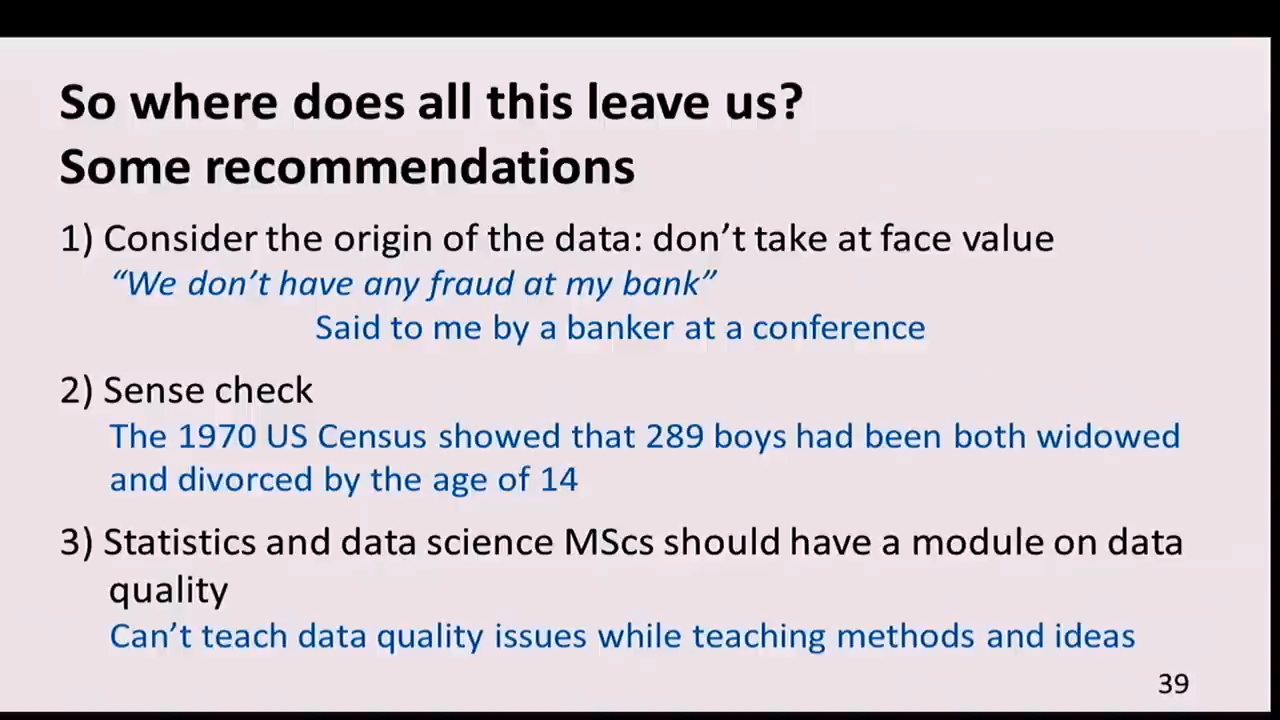 So where does all this leave us?
Some recommendations
1) Consider the origin of the data: don’t take at face value
“We don’t have any fraud at my bank”
Said to me by a banker at a conference
2) Sense check
The 1970 US Census showed that 289 boys had been both widowed
and divorced by the age of 14
3) Statistics and data science MScs should have a module on data
quality
Can’t teach data quality issues while teaching methods and ideas
39